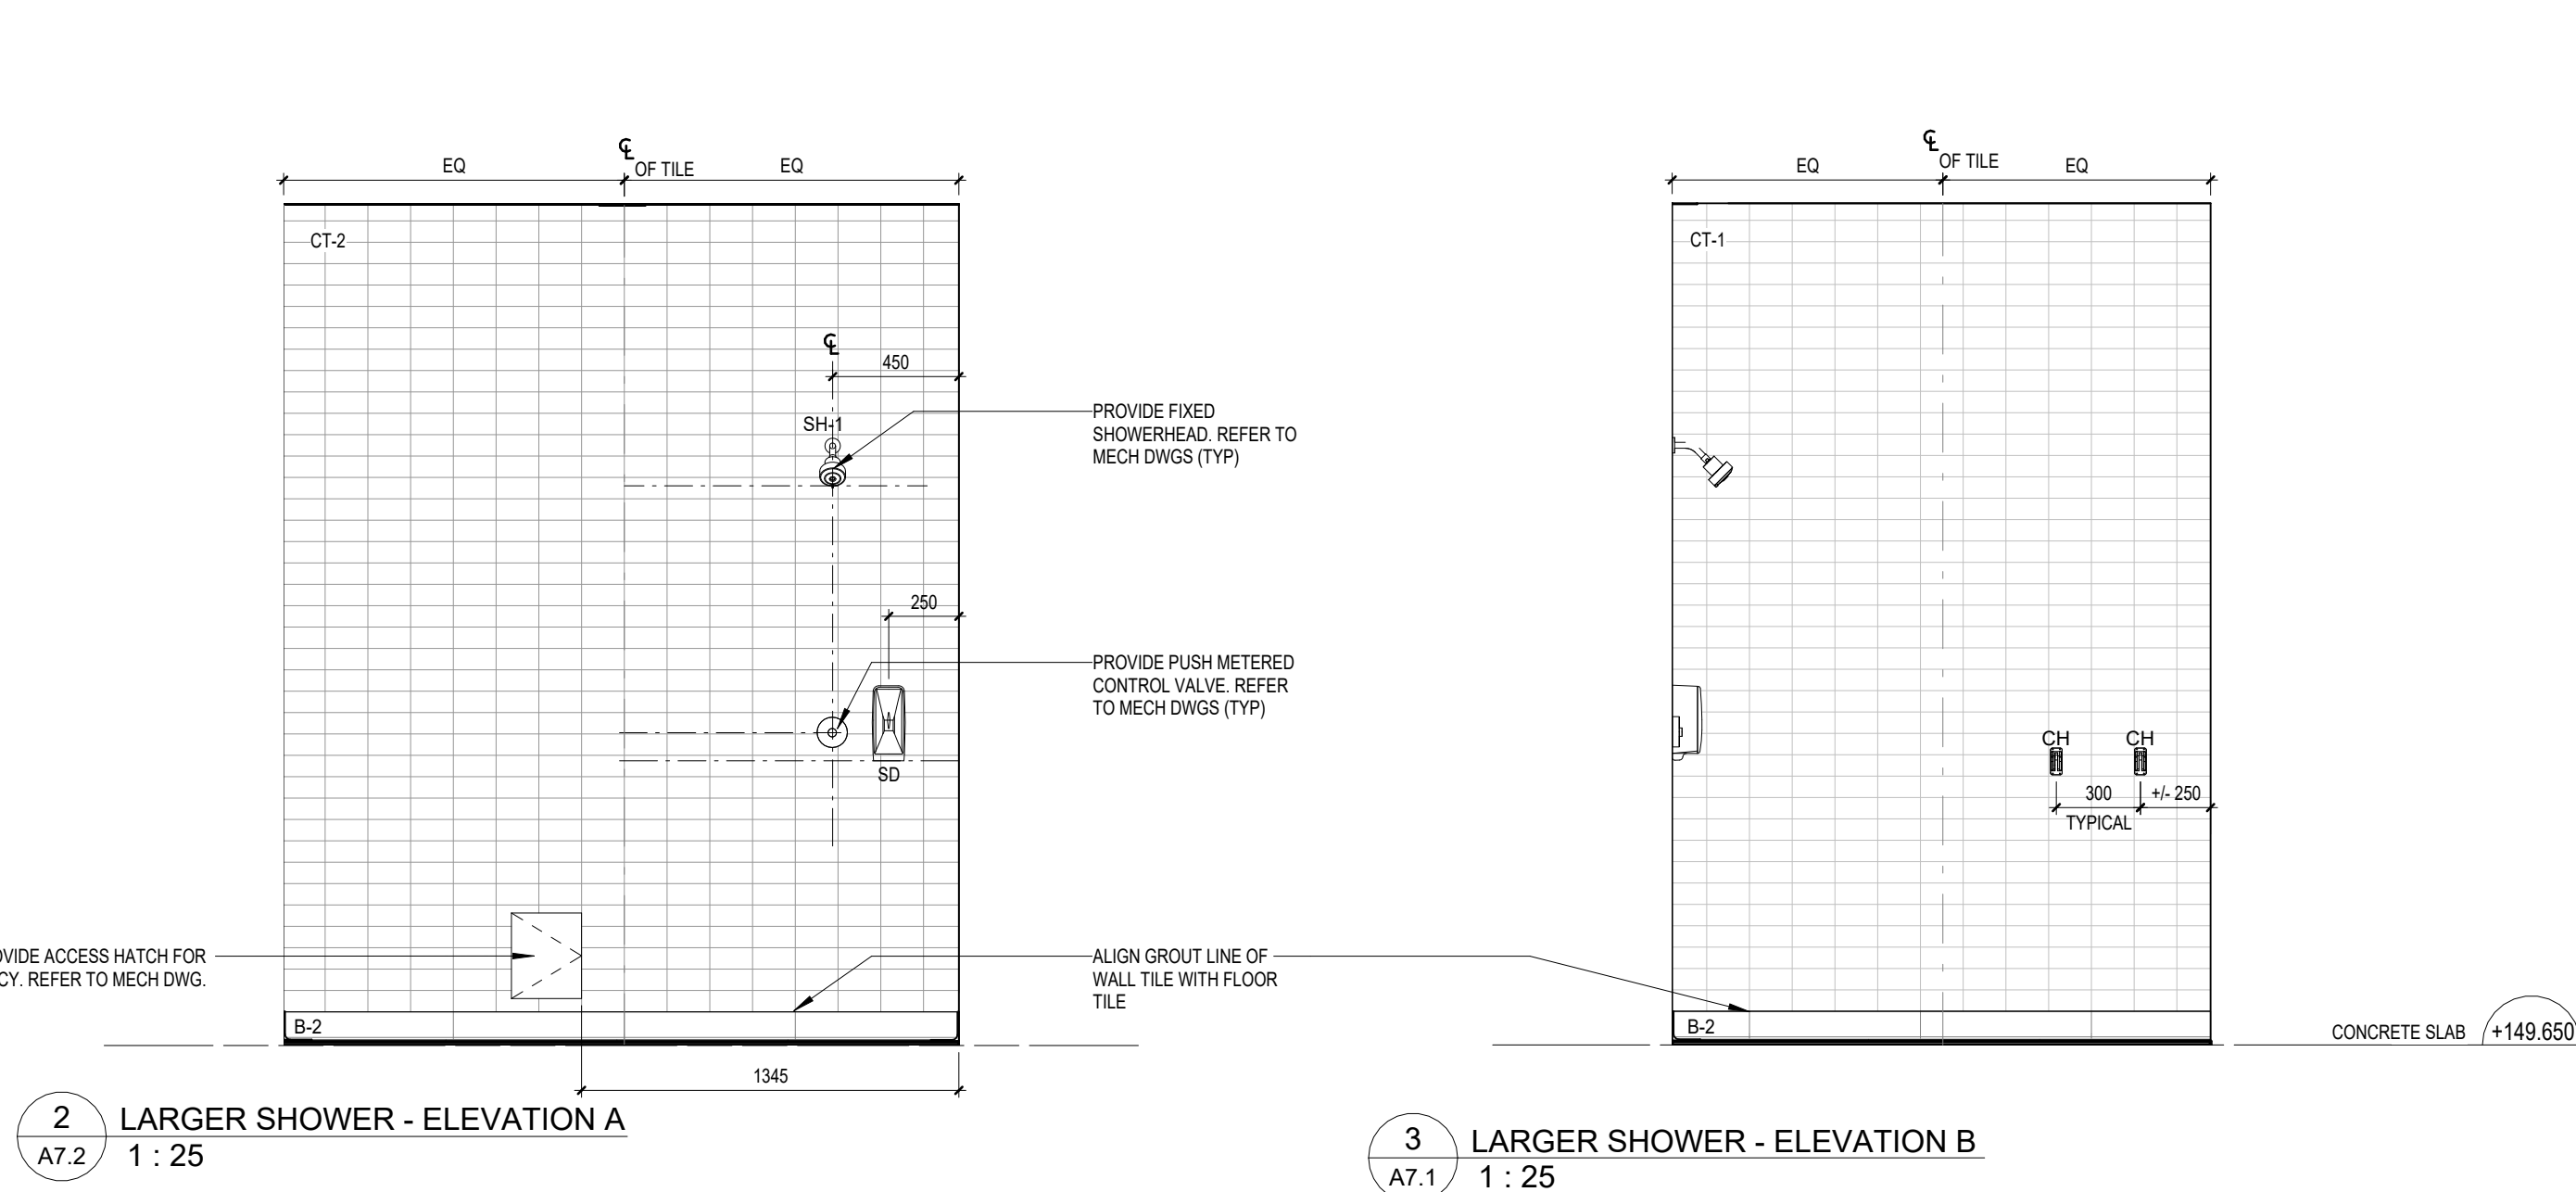 ℄
OF TILE
EQ
EQ
CT-2
℄
450
SH-1
PROVIDE FIXED
SHOWERHEAD. REFER TO
MECH DWGS (TYP)
250
PROVIDE PUSH METERED
CONTROL VALVE. REFER
TO MECH DWGS (TYP)
SD
ACCESS HATCH FOR
REFER TO MECH DWG.
ALIGN GROUT LINE OF
WALL TILE WITH FLOOR
TILE
B-2
1345
2
A7.2
LARGER SHOWER - ELEVATION A
1 : 25
℄
OF TILE
EQ
EQ
CT-1
CH
CH
300
+/- 250
TYPICAL
B-2
CONCRETE SLAB
+149.650
3
A7.1
LARGER SHOWER - ELEVATION B
1 : 25